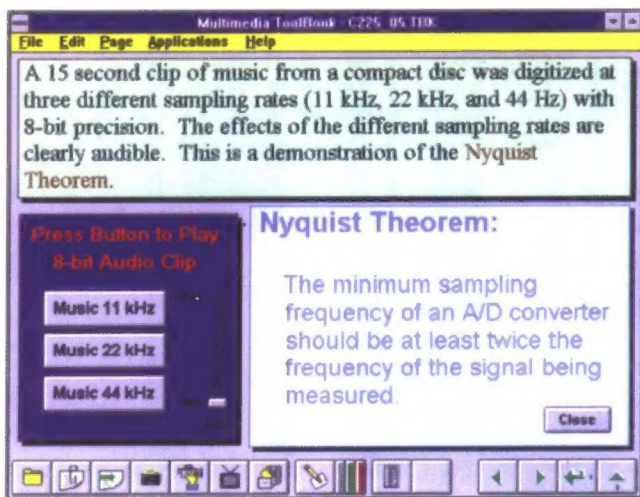 Multimedia ToolBook - C225_05.TBK
File Edit Page Applications Help
A 15 second clip of music from a compact disc was digitized at
three different sampling rates (11 kHz, 22 kHz, and 44 Hz) with
8-bit precision. The effects of the different sampling rates are
clearly audible. This is a demonstration of the Nyquist
Theorem.
Press Button to Play
8-bit Audio Clip
Music 11 kHz
Music 22 kHz
Music 44 kHz
Nyquist Theorem:
The minimum sampling
frequency of an A/D converter
should be at least twice the
frequency of the signal being
measured.
Close